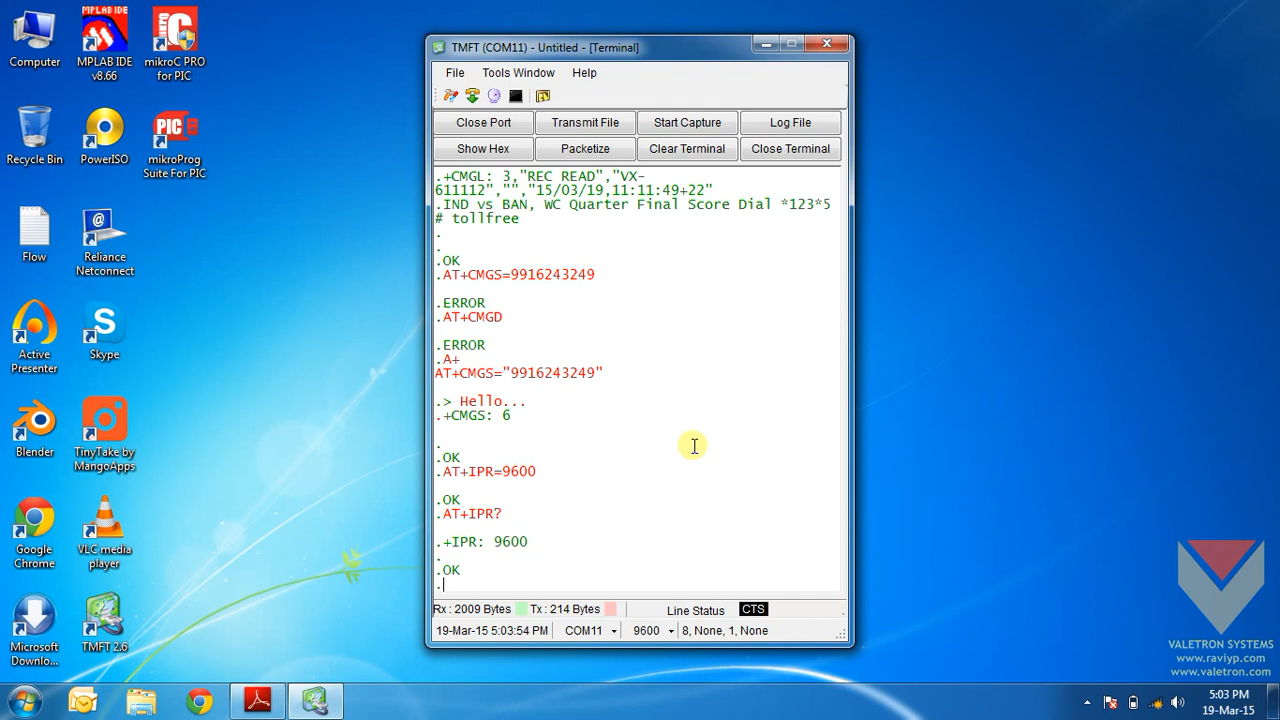 Computer
MPLAB IDE
v8.66
mikroC PRO
for PIC
Recycle Bin
PowerISO
mikroProg
Suite For PIC
Flow
Reliance
Netconnect
Active
Presenter
Skype
Blender
TinyTake by
MangoApps
Google
Chrome
VLC media
player
Microsoft
Downlo...
TMFT 2.6
TMFT (COM11) - Untitled - [Terminal]
File Tools Window Help
Close Port Transmit File Start Capture Log File
Show Hex Packetize Clear Terminal Close Terminal
.+CMGL: 3,"REC READ","VX-
611112","","15/03/19,11:11:49+22"
.IND vs BAN, WC Quarter Final Score Dial *123*5
# tollfree
.
.
.OK
.AT+CMGS=9916243249
.ERROR
.AT+CMGD
.ERROR
.A+
AT+CMGS="9916243249"
.> Hello...
.+CMGS: 6
.
.OK
.AT+IPR=9600
.OK
.AT+IPR?
.+IPR: 9600
.
.OK
.
Rx : 2009 Bytes Tx : 214 Bytes Line Status CTS
19-Mar-15 5:03:54 PM COM11 9600 8, None, 1, None
VALETRON SYSTEMS
www.raviyp.com
www.valetron.com
5:03 PM
19-Mar-15